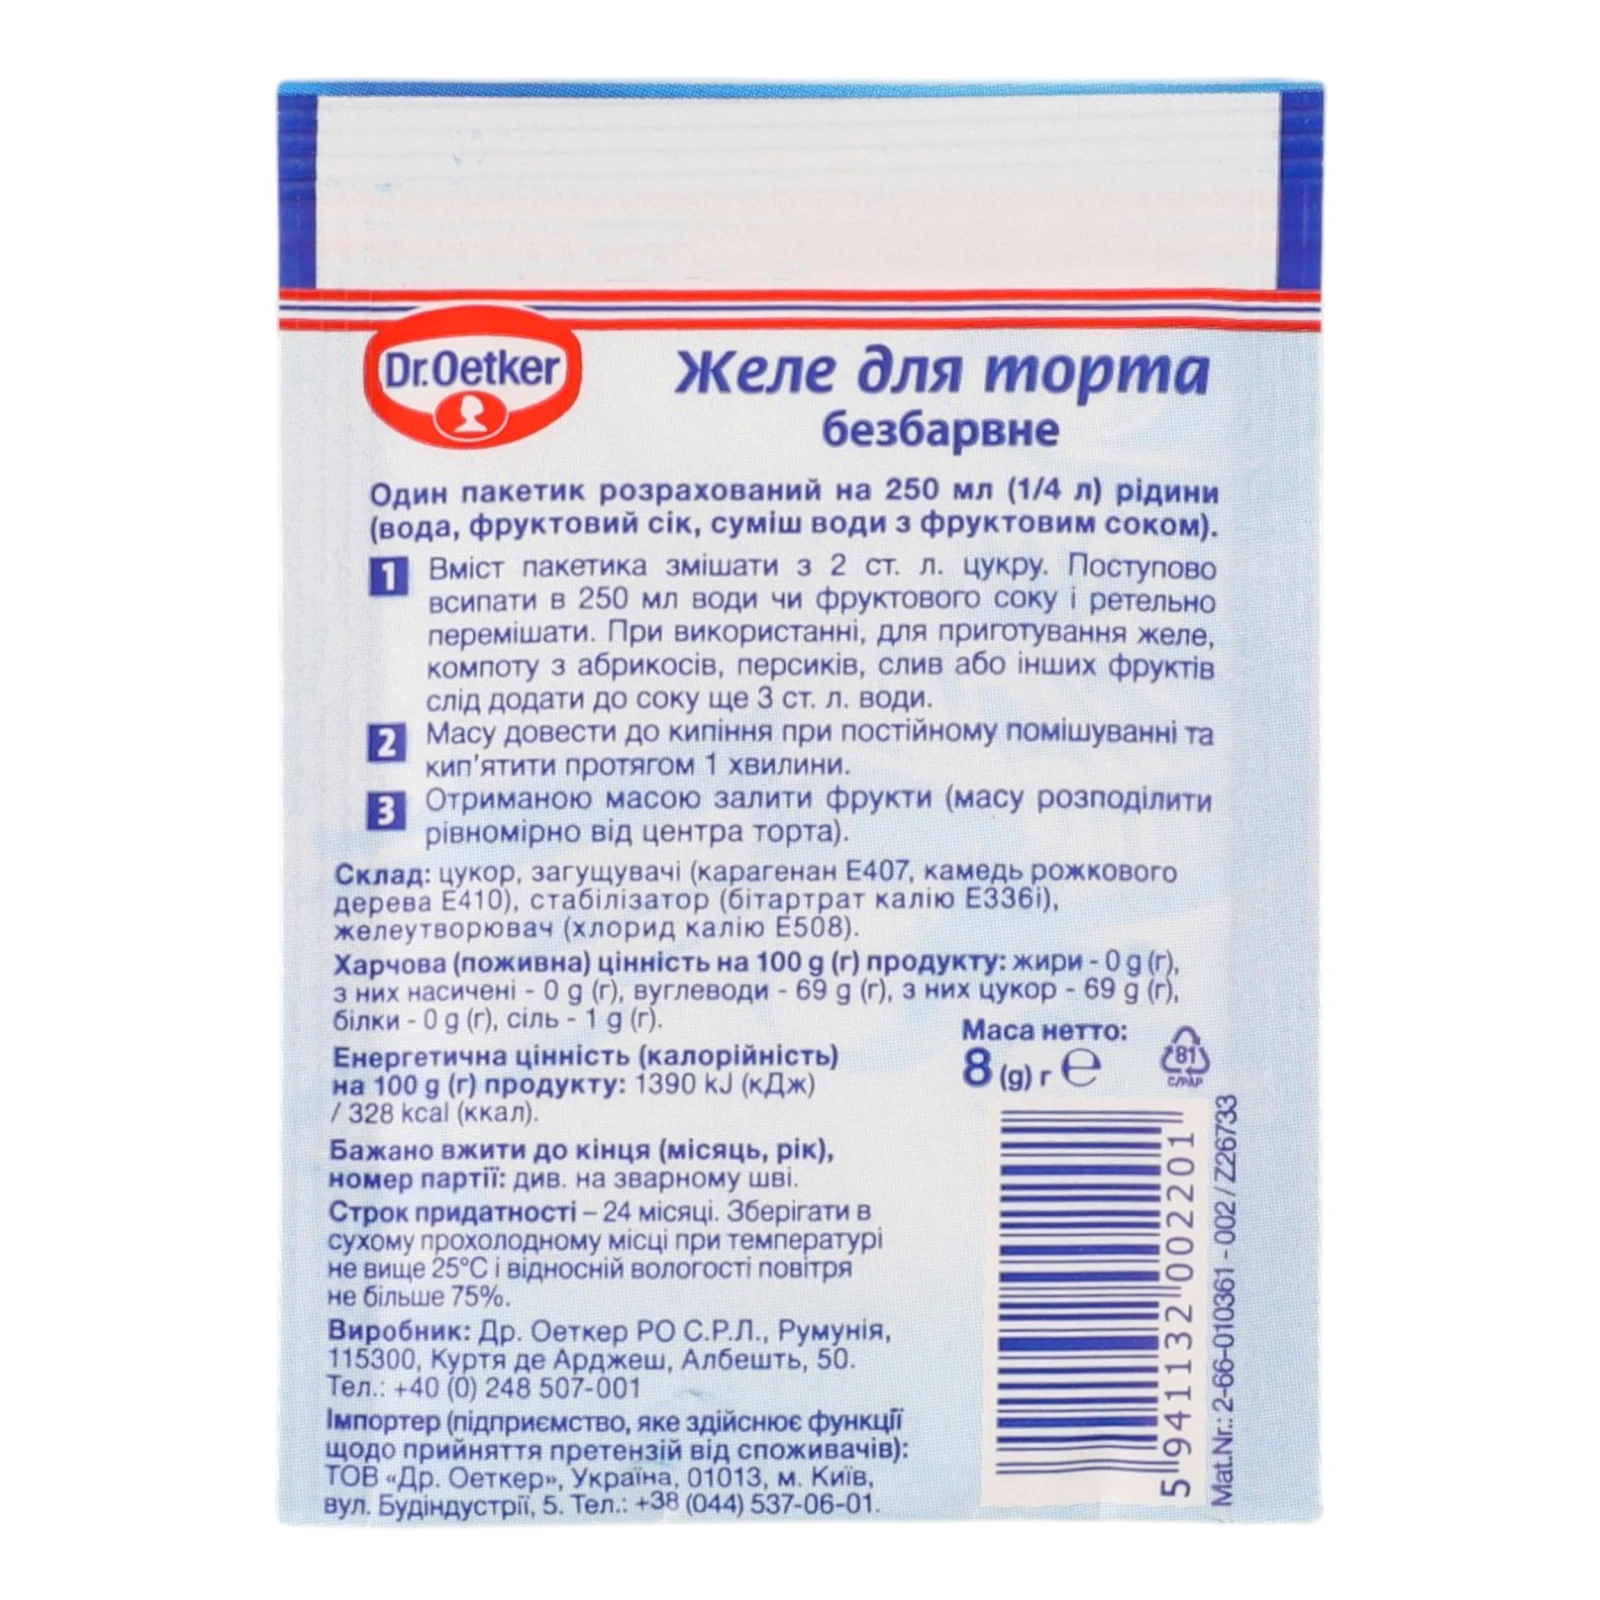 Dr.Oetker
Желе для торта
безбарвне
Один пакетик розрахований на 250 мл (1/4 л) рідини
(вода, фруктовий сік, суміш води з фруктовим соком).
1 Вміст пакетика змішати з 2 ст. л. цукру. Поступово
всипати в 250 мл води чи фруктового соку і ретельно
перемішати. При використанні, для приготування желе,
компоту з абрикосів, персиків, слив або інших фруктів
слід додати до соку ще 3 ст. л. води.
2 Масу довести до кипіння при постійному помішуванні та
кип'ятити протягом 1 хвилини.
3 Отриманою масою залити фрукти (масу розподілити
рівномірно від центра торта).
Склад: цукор, загущувачі (карагенан Е407, камедь рожкового
дерева Е410), стабілізатор (бітартрат калію Е336і),
желеутворювач (хлорид калію Е508).
Харчова (поживна) цінність на 100 g (г) продукту: жири - 0 g (г),
з них насичені - 0 g (г), вуглеводи - 69 g (г), з них цукор - 69 g (г),
білки - 0 g (г), сіль - 1 g (г).
Енергетична цінність (калорійність)
на 100 g (г) продукту: 1390 kJ (кДж)
/ 328 kcal (ккал).
Бажано вжити до кінця (місяць, рік),
номер партії: див. на зварному шві.
Строк придатності – 24 місяці. Зберігати в
сухому прохолодному місці при температурі
не вище 25°C і відносній вологості повітря
не більше 75%.
Виробник: Др. Оеткер РО С.Р.Л., Румунія,
115300, Куртя де Арджеш, Албешть, 50.
Тел.: +40 (0) 248 507-001
Імпортер (підприємство, яке здійснює функції
щодо прийняття претензій від споживачів):
ТОВ «Др. Оеткер», Україна, 01013, м. Київ,
вул. Будіндустрії, 5. Тел.: +38 (044) 537-06-01.
Маса нетто:
8 (g) г ℮
81
C/PAP
5 941132 002201
Mat.Nr.: 2-66-010361 - 002 / Z26733